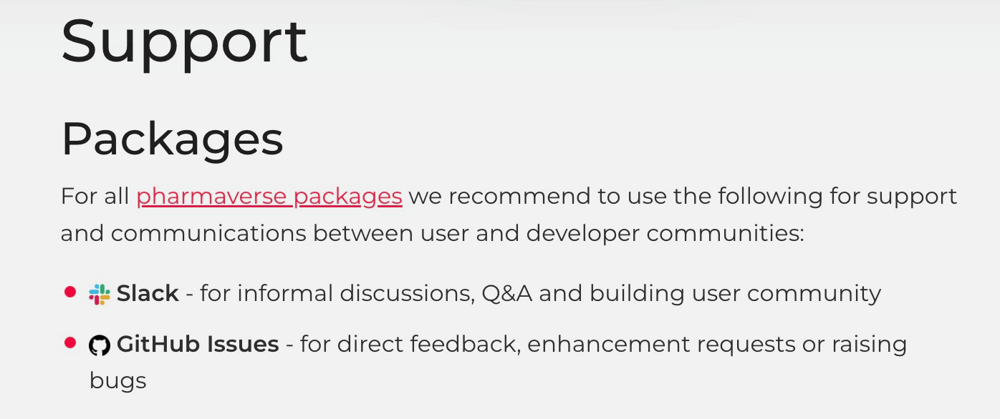 Support
Packages
For all pharmaverse packages we recommend to use the following for support
and communications between user and developer communities:
Slack - for informal discussions, Q&A and building user community
GitHub Issues - for direct feedback, enhancement requests or raising
bugs